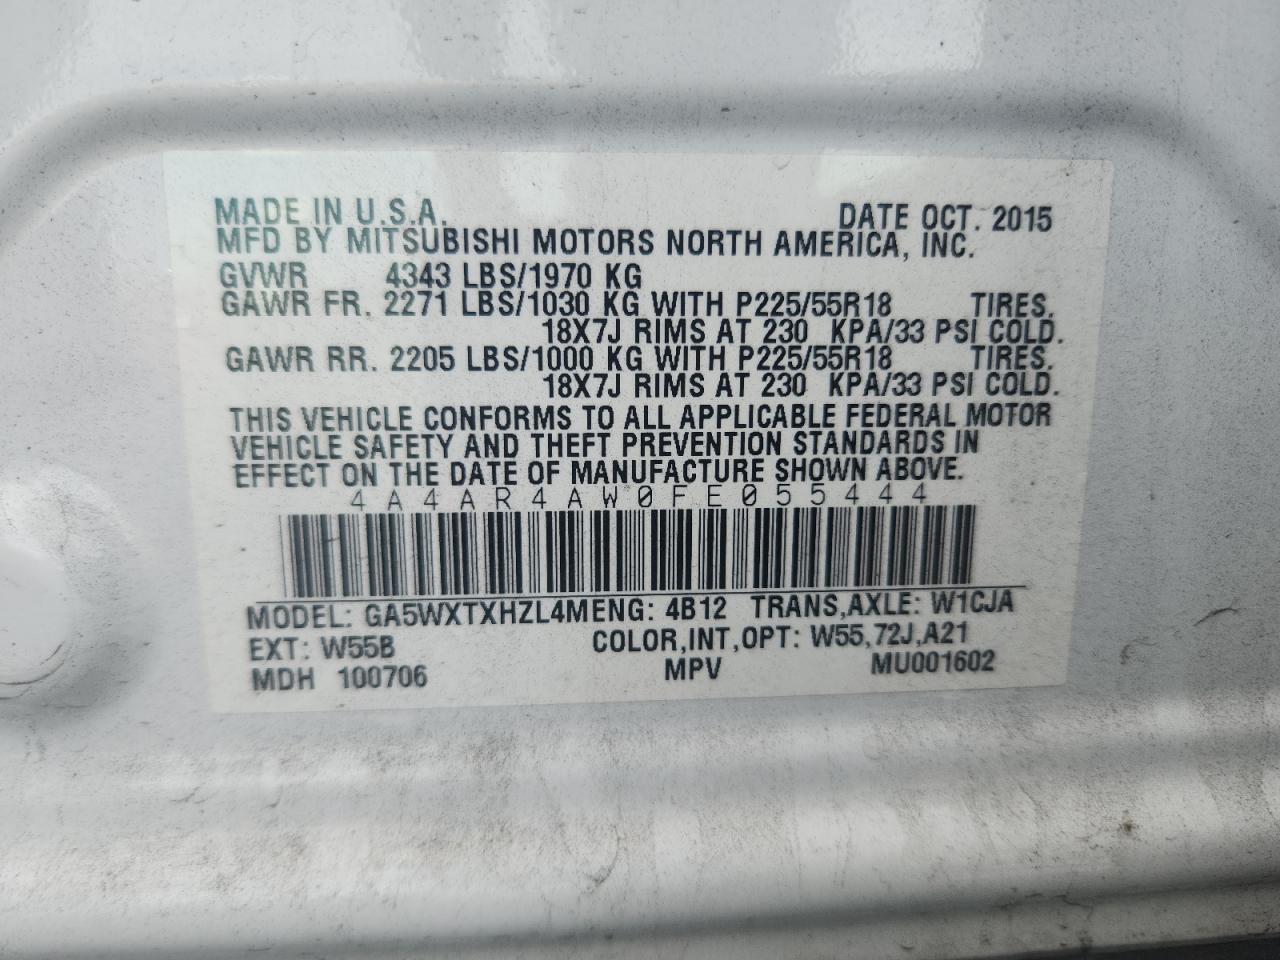 MADE IN U.S.A. DATE OCT. 2015
MFD BY MITSUBISHI MOTORS NORTH AMERICA, INC.
GVWR 4343 LBS/1970 KG
GAWR FR. 2271 LBS/1030 KG WITH P225/55R18 TIRES.
18X7J RIMS AT 230 KPA/33 PSI COLD.
GAWR RR. 2205 LBS/1000 KG WITH P225/55R18 TIRES.
18X7J RIMS AT 230 KPA/33 PSI COLD.
THIS VEHICLE CONFORMS TO ALL APPLICABLE FEDERAL MOTOR
VEHICLE SAFETY AND THEFT PREVENTION STANDARDS IN
EFFECT ON THE DATE OF MANUFACTURE SHOWN ABOVE.
4A4AR4AW0FE055444
MODEL: GA5WXTXHZL4MENG: 4B12 TRANS,AXLE: W1CJA
EXT: W55B COLOR,INT,OPT: W55,72J,A21
MDH 100706 MPV MU001602